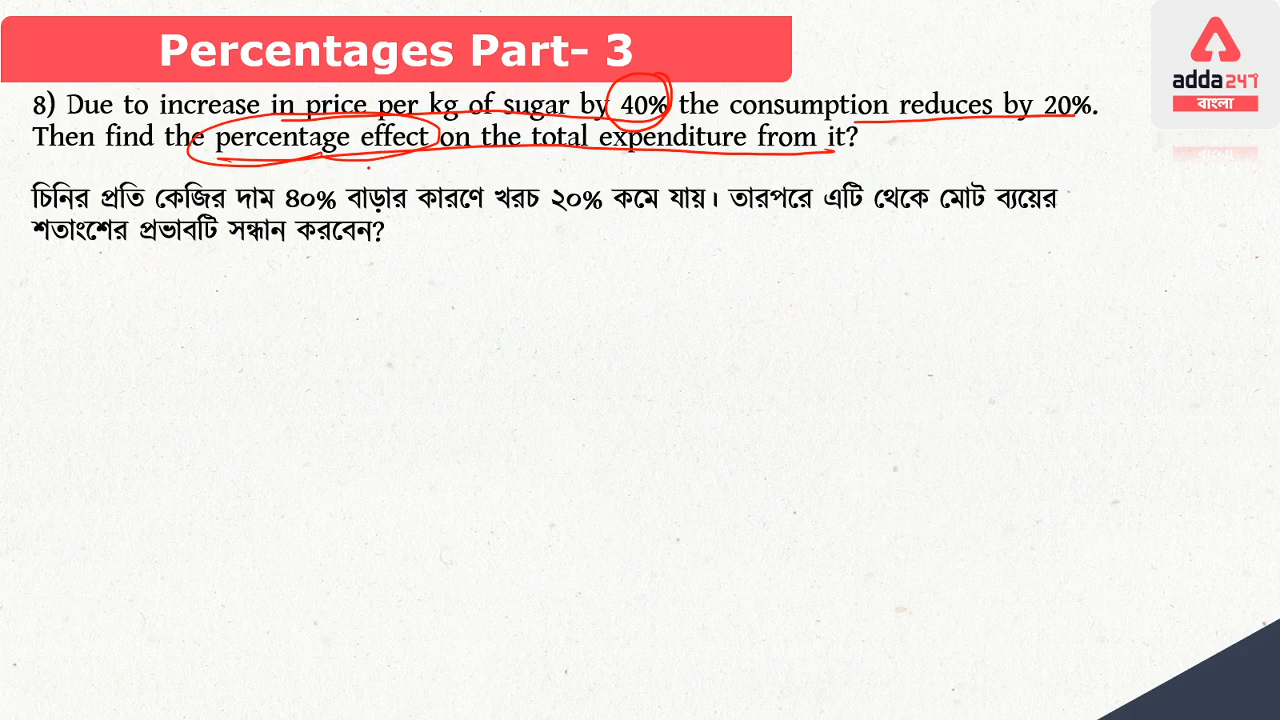 Percentages Part- 3
adda247
বাংলা
8) Due to increase in price per kg of sugar by 40% the consumption reduces by 20%.
Then find the percentage effect on the total expenditure from it?
চিনির প্রতি কেজির দাম ৪০% বাড়ার কারণে খরচ ২০% কমে যায়। তারপরে এটি থেকে মোট ব্যয়ের
শতাংশের প্রভাবটি সন্ধান করবেন?